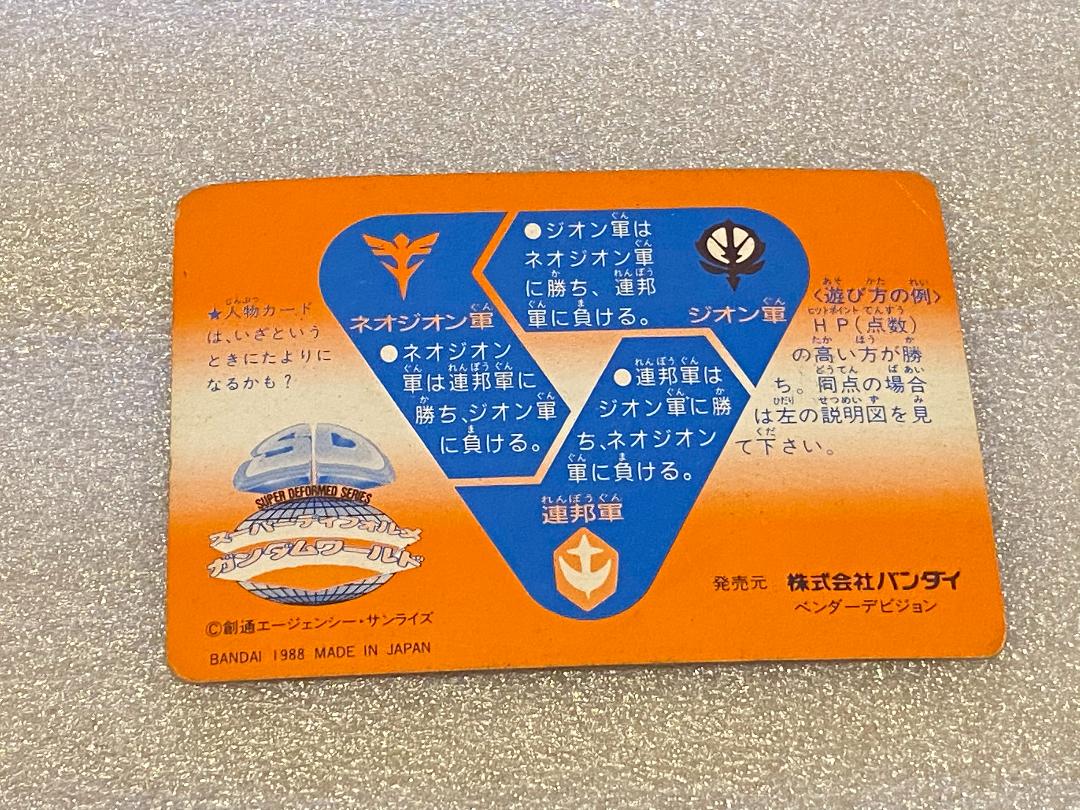 ★人物カード
は、いざという
ときにたよりに
なるかも？
SUPER DEFORMED SERIES
スーパーディフォルメ
ガンダムワールド
©創通エージェンシー・サンライズ
BANDAI 1988 MADE IN JAPAN
ネオジオン軍
●ネオジオン
軍は連邦軍に
勝ち、ジオン軍
に負ける。
●ジオン軍は
ネオジオン軍
に勝ち、連邦
軍に負ける。
ジオン軍
●連邦軍は
ジオン軍に勝
ち、ネオジオン
軍に負ける。
連邦軍
〈遊び方の例〉
HP(点数)
の高い方が勝
ち。同点の場合
は左の説明図を見
て下さい。
発売元 株式会社バンダイ
ベンダーデビジョン